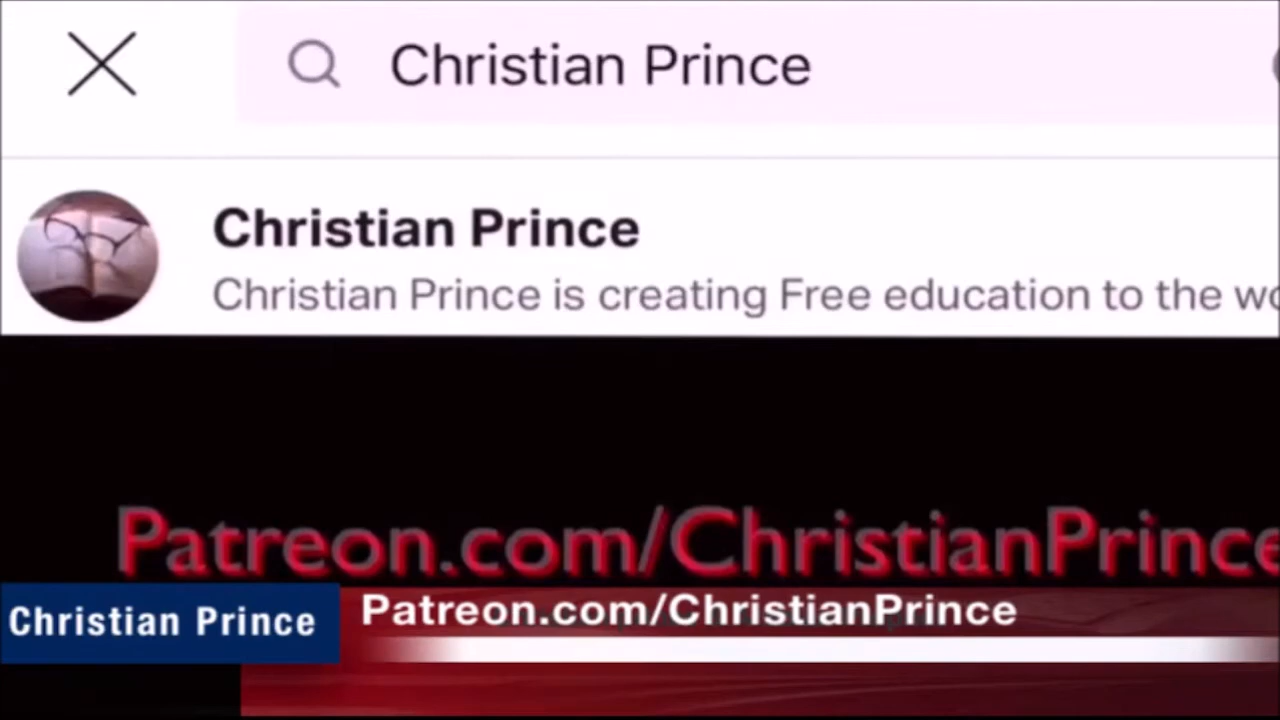 Christian Prince
Christian Prince
Christian Prince is creating Free education to the
Patreon.com/ChristianPrince
Christian Prince
Patreon.com/ChristianPrince